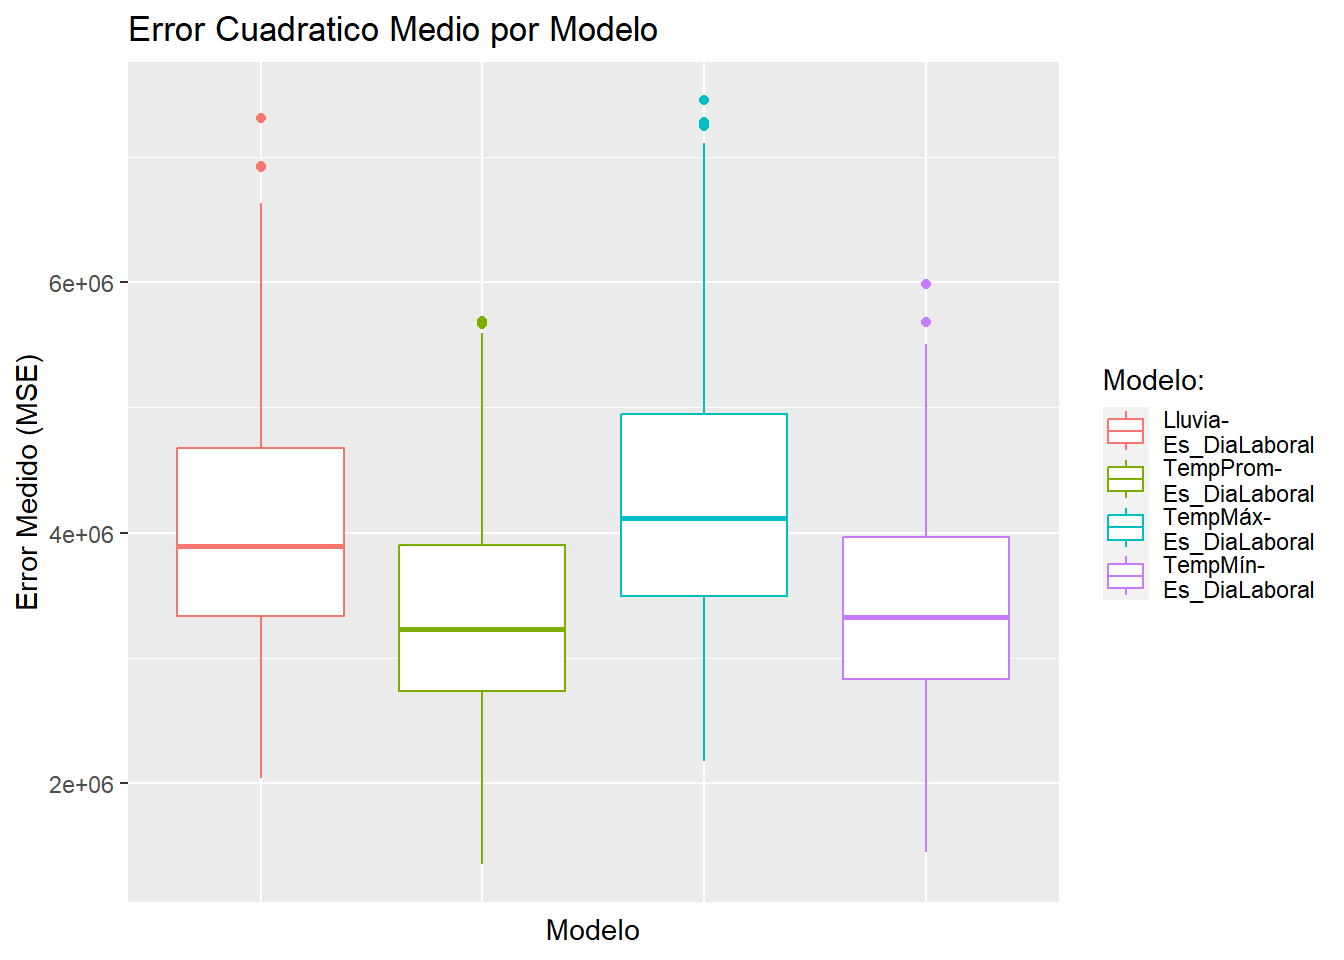 Error Cuadratico Medio por Modelo
Error Medido (MSE)
6e+06
4e+06
2e+06
Modelo
Modelo:
Lluvia-
Es_DiaLaboral
TempProm-
Es_DiaLaboral
TempMáx-
Es_DiaLaboral
TempMín-
Es_DiaLaboral